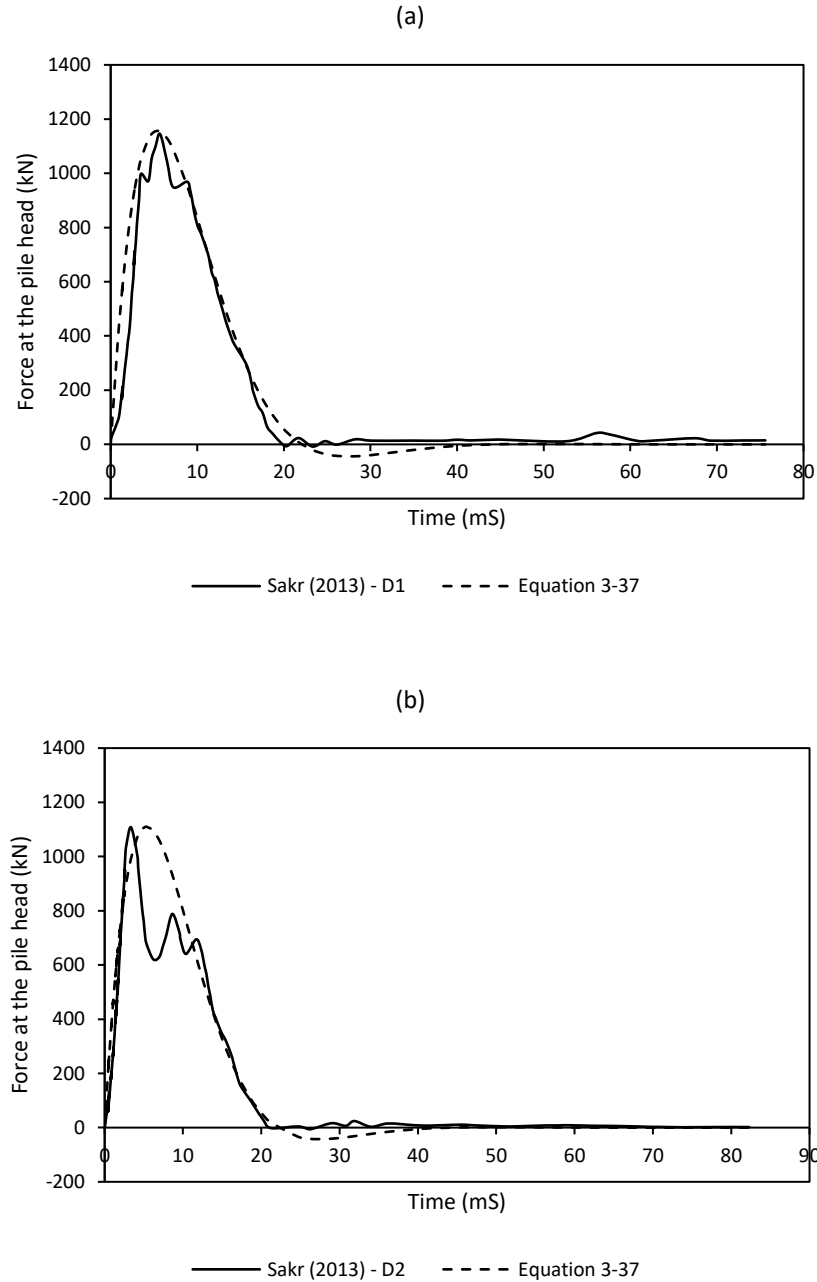 (a)
Force at the pile head (kN)
1400
1200
1000
800
600
400
200
0
-200
0 10 20 30 40 50 60 70 80
Time (mS)
Sakr (2013) - D1 Equation 3-37
(b)
Force at the pile head (kN)
1400
1200
1000
800
600
400
200
0
-200
0 10 20 30 40 50 60 70 80 90
Time (mS)
Sakr (2013) - D2 Equation 3-37